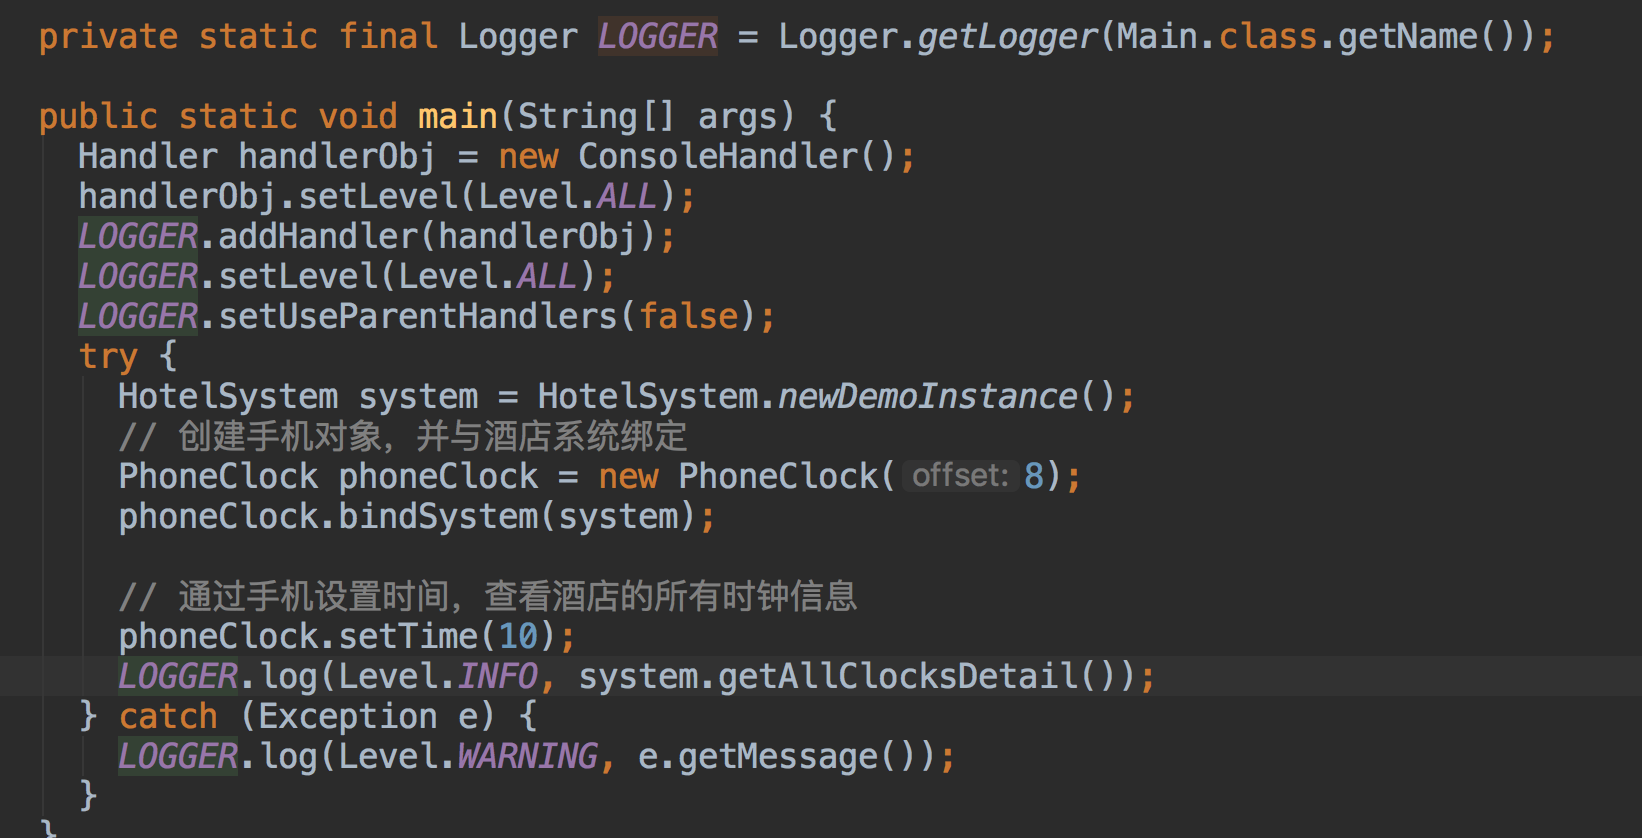 private static final Logger LOGGER = Logger.getLogger(Main.class.getName());
public static void main(String[] args) {
Handler handlerObj = new ConsoleHandler();
handlerObj.setLevel(Level.ALL);
LOGGER.addHandler(handlerObj);
LOGGER.setLevel(Level.ALL);
LOGGER.setUseParentHandlers(false);
try {
HotelSystem system = HotelSystem.newDemoInstance();
// 创建手机对象，并与酒店系统绑定
PhoneClock phoneClock = new PhoneClock( offset: 8);
phoneClock.bindSystem(system);
// 通过手机设置时间，查看酒店的所有时钟信息
phoneClock.setTime(10);
LOGGER.log(Level.INFO, system.getAllClocksDetail());
} catch (Exception e) {
LOGGER.log(Level.WARNING, e.getMessage());
}
}